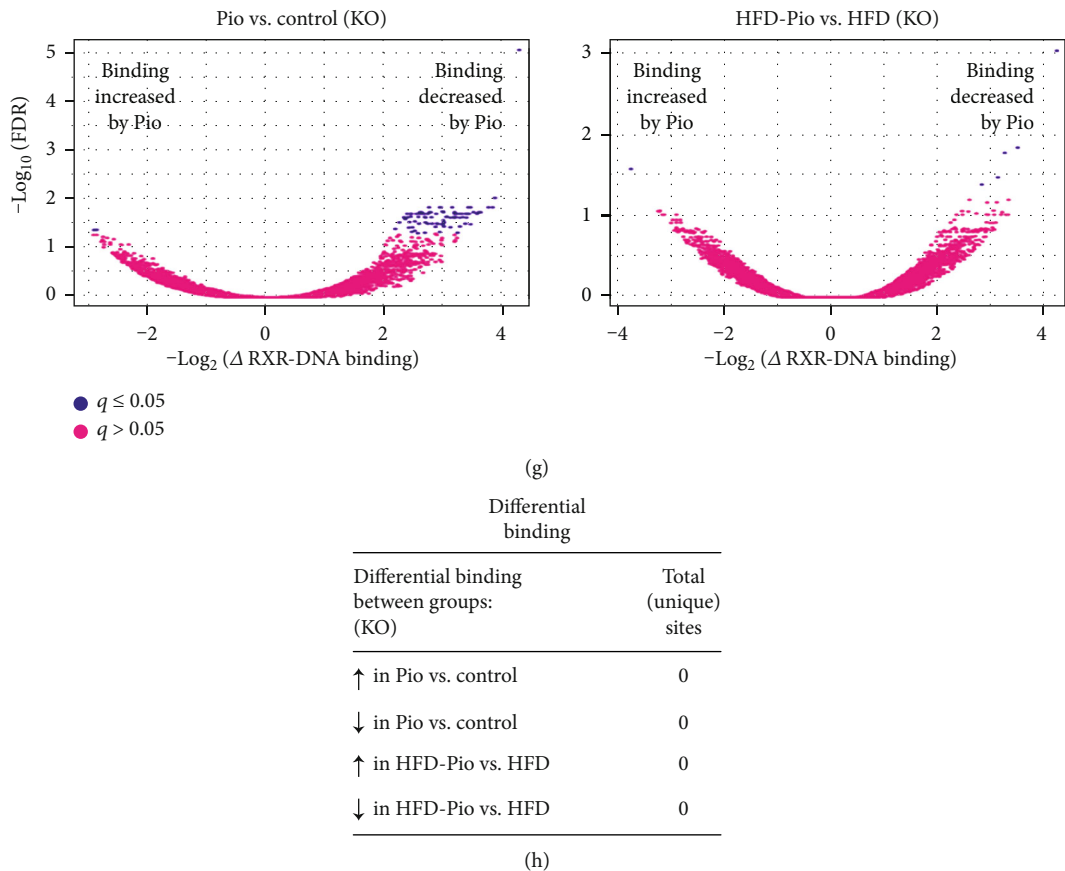 Pio vs. control (KO)
5
4
3
2
1
0
−Log10 (FDR)
Binding
increased
by Pio
Binding
decreased
by Pio
−2
0
2
4
−Log2 (Δ RXR-DNA binding)
HFD-Pio vs. HFD (KO)
3
2
1
0
Binding
increased
by Pio
Binding
decreased
by Pio
−4
−2
0
2
4
−Log2 (Δ RXR-DNA binding)
q ≤ 0.05
q > 0.05
(g)
Differential
binding
Differential binding
between groups:
(KO)
Total
(unique)
sites
↑ in Pio vs. control 0
↓ in Pio vs. control 0
↑ in HFD-Pio vs. HFD 0
↓ in HFD-Pio vs. HFD 0
(h)